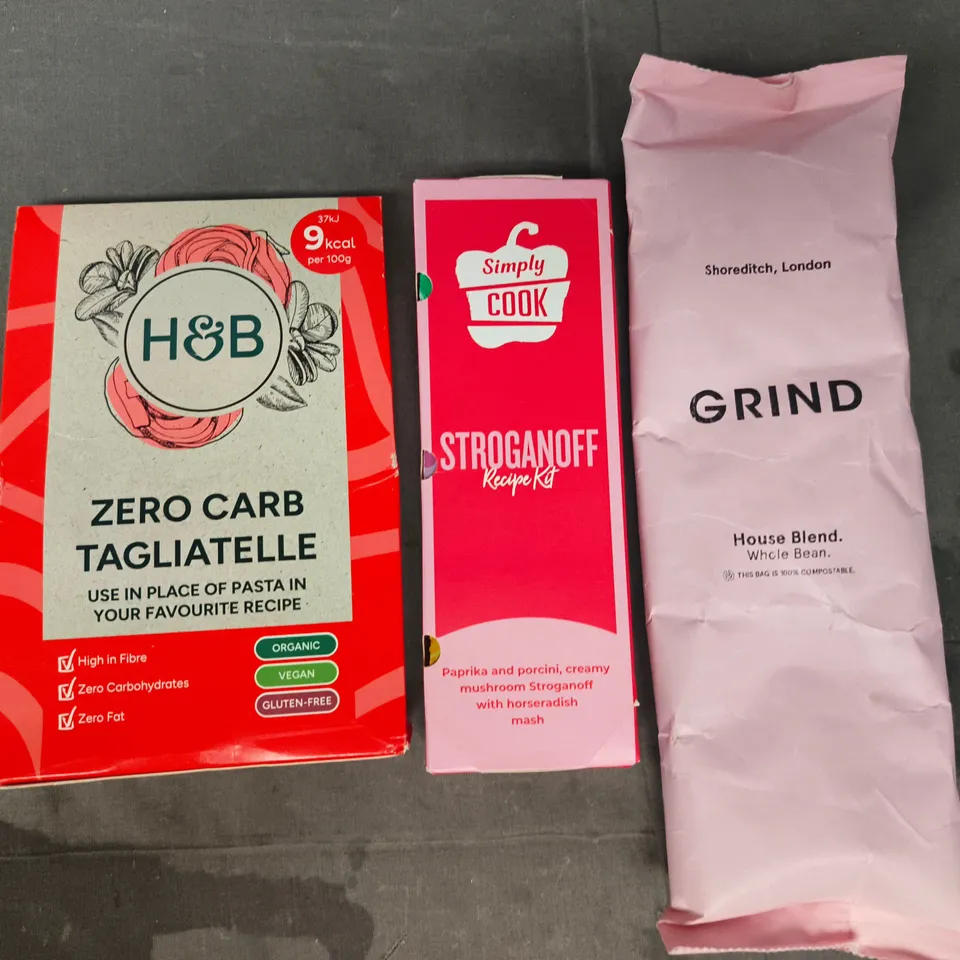 37kJ
9kcal
per 100g
H&B
ZERO CARB
TAGLIATELLE
USE IN PLACE OF PASTA IN
YOUR FAVOURITE RECIPE
High in Fibre
Zero Carbohydrates
Zero Fat
ORGANIC
VEGAN
GLUTEN-FREE
Simply
COOK
STROGANOFF
Recipe Kit
Paprika and porcini, creamy
mushroom Stroganoff
with horseradish
mash
Shoreditch, London
GRIND
House Blend.
Whole Bean.
THIS BAG IS 100% COMPOSTABLE.